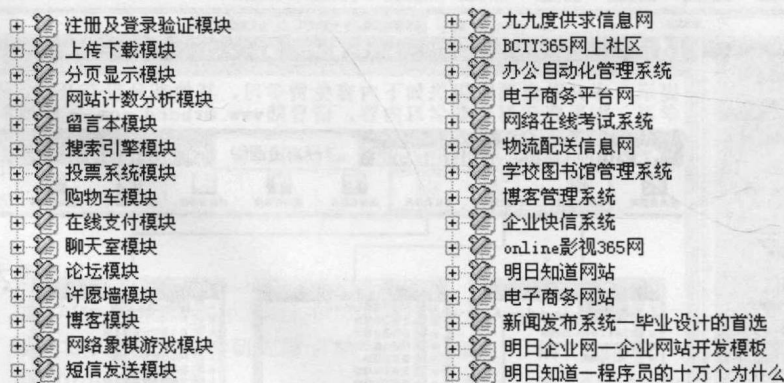 注册及登录验证模块
上传下载模块
分页显示模块
网站计数分析模块
留言本模块
搜索引擎模块
投票系统模块
购物车模块
在线支付模块
聊天室模块
论坛模块
许愿墙模块
博客模块
网络象棋游戏模块
短信发送模块
九九度供求信息网
BCTY365网上社区
办公自动化管理系统
电子商务平台网
网络在线考试系统
物流配送信息网
学校图书馆管理系统
博客管理系统
企业快信系统
online影视365网
明日知道网站
电子商务网站
新闻发布系统—毕业设计的首选
明日企业网—企业网站开发模板
明日知道—程序员的十万个为什么